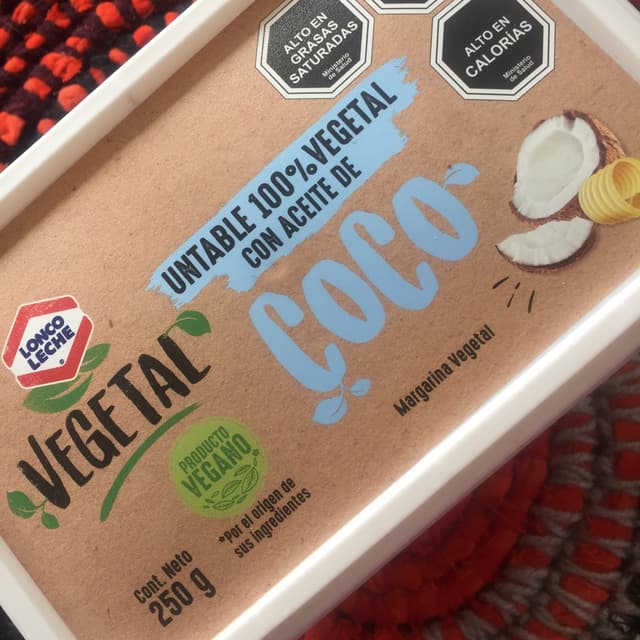 ALTO EN
GRASAS
SATURADAS
Ministerio
de Salud
ALTO EN
CALORÍAS
Ministerio
de Salud
UNTABLE 100% VEGETAL
CON ACEITE DE
COCO
Margarina Vegetal
LONCO
LECHE
VEGETAL
PRODUCTO
VEGANO
*Por el origen de
sus ingredientes
Cont. Neto
250 g